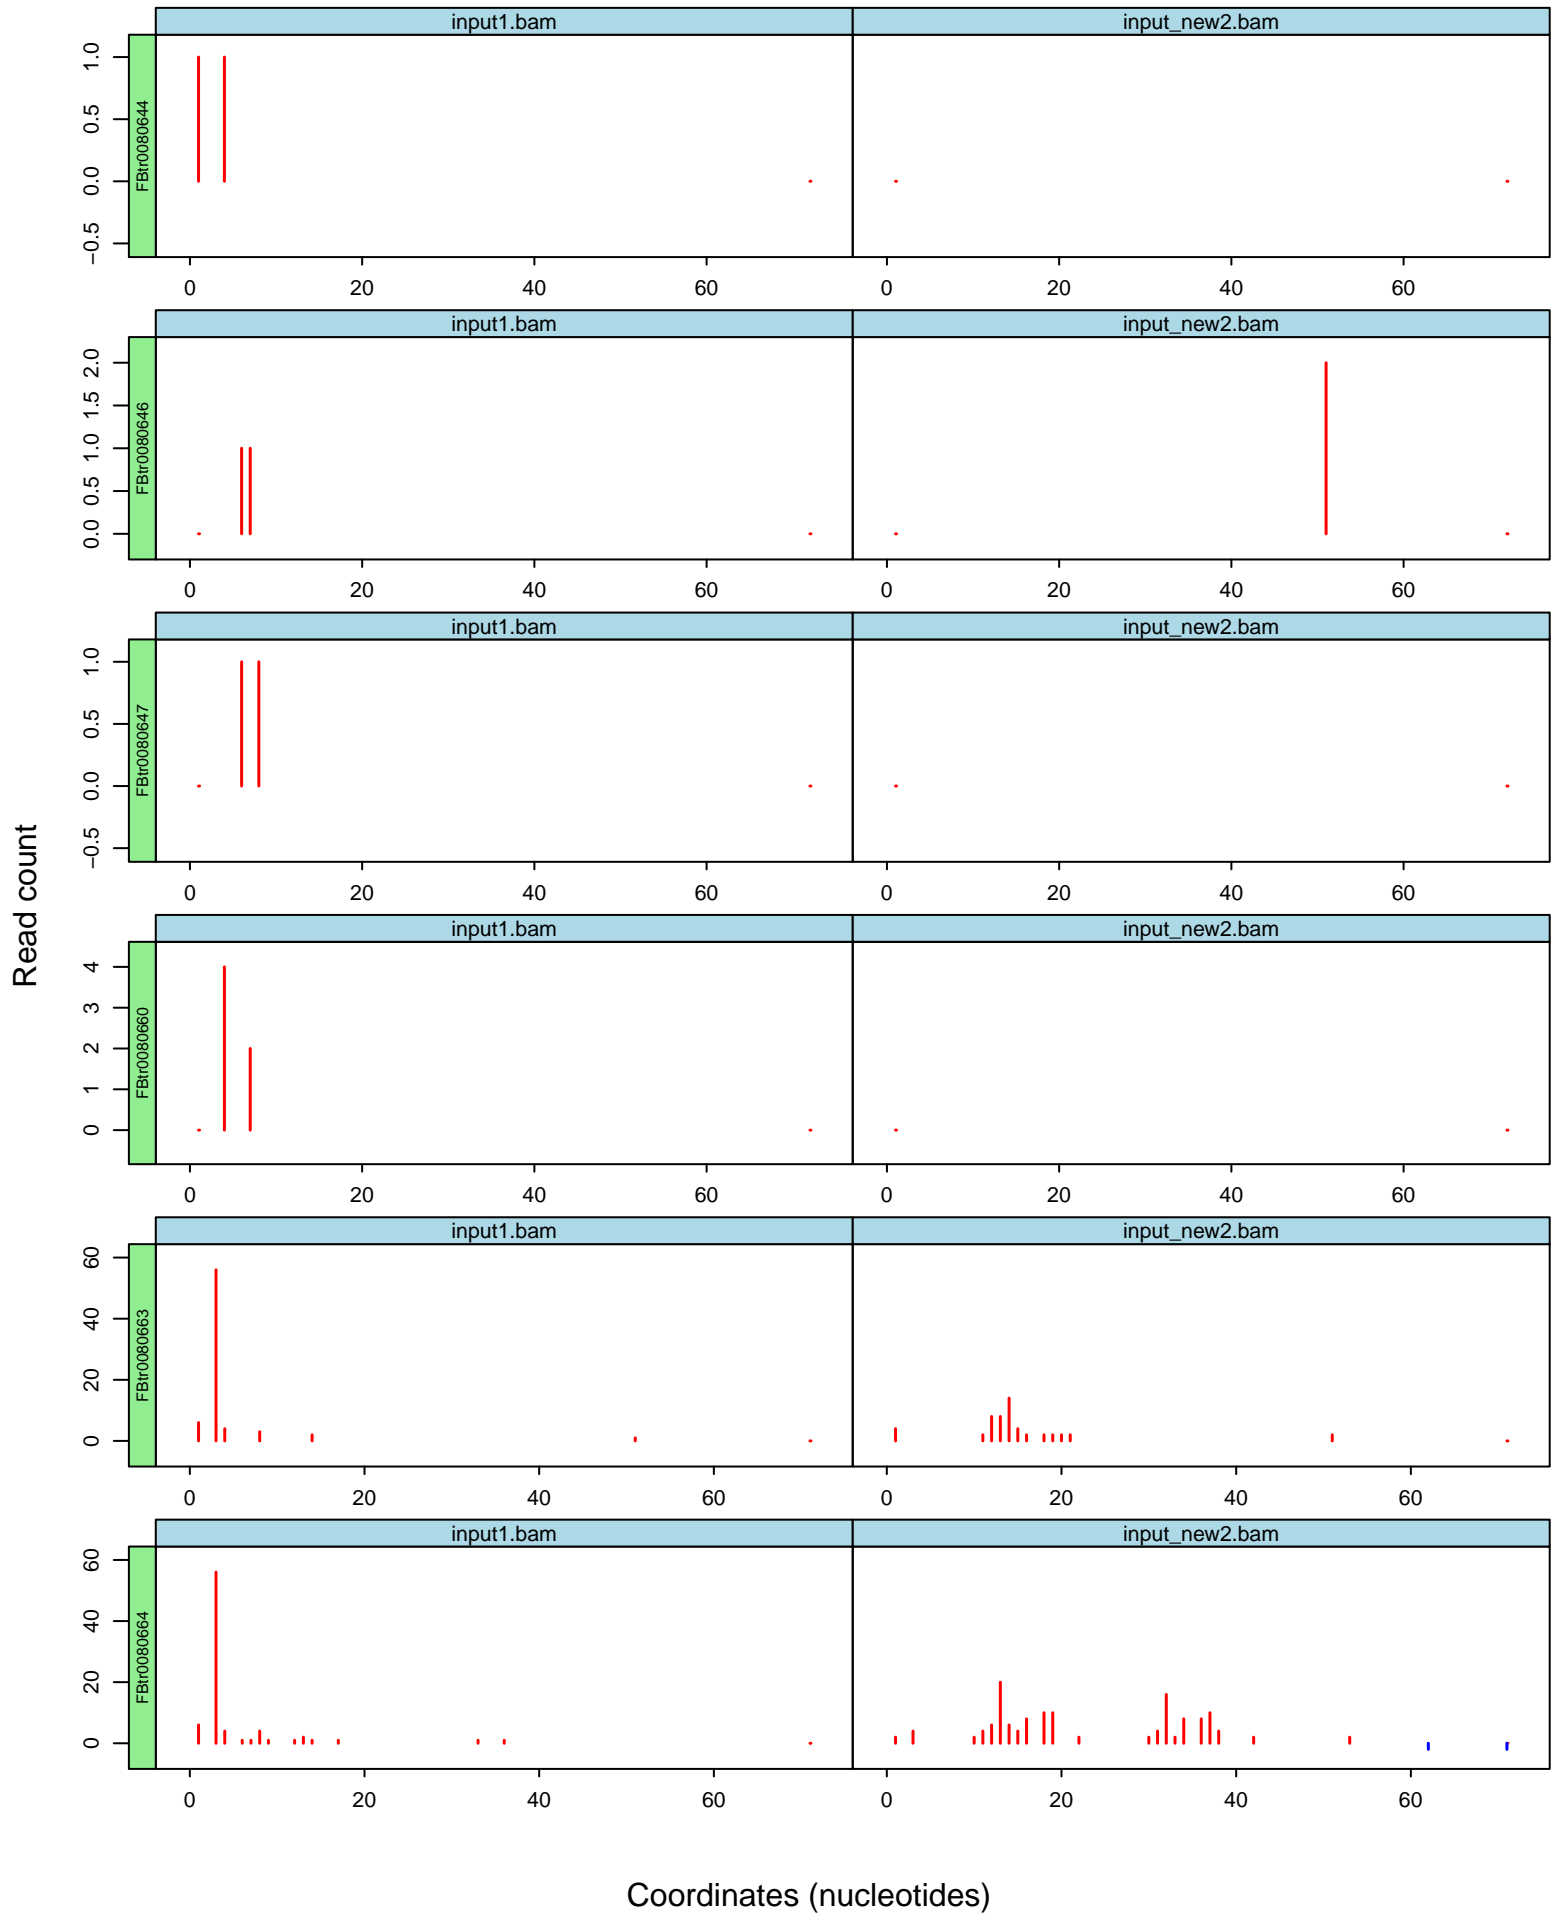 input1.bam input_new2.bam
FBtr0080644
1.0
0.5
0.0
−0.5
0 20 40 60 0 20 40 60
input1.bam input_new2.bam
FBtr0080646
2.0
1.5
1.0
0.5
0.0
0 20 40 60 0 20 40 60
input1.bam input_new2.bam
FBtr0080647
1.0
0.5
0.0
−0.5
0 20 40 60 0 20 40 60
Read count
input1.bam input_new2.bam
FBtr0080660
4
3
2
1
0
0 20 40 60 0 20 40 60
input1.bam input_new2.bam
FBtr0080663
60
40
20
0
0 20 40 60 0 20 40 60
input1.bam input_new2.bam
FBtr0080664
60
40
20
0
0 20 40 60 0 20 40 60
Coordinates (nucleotides)